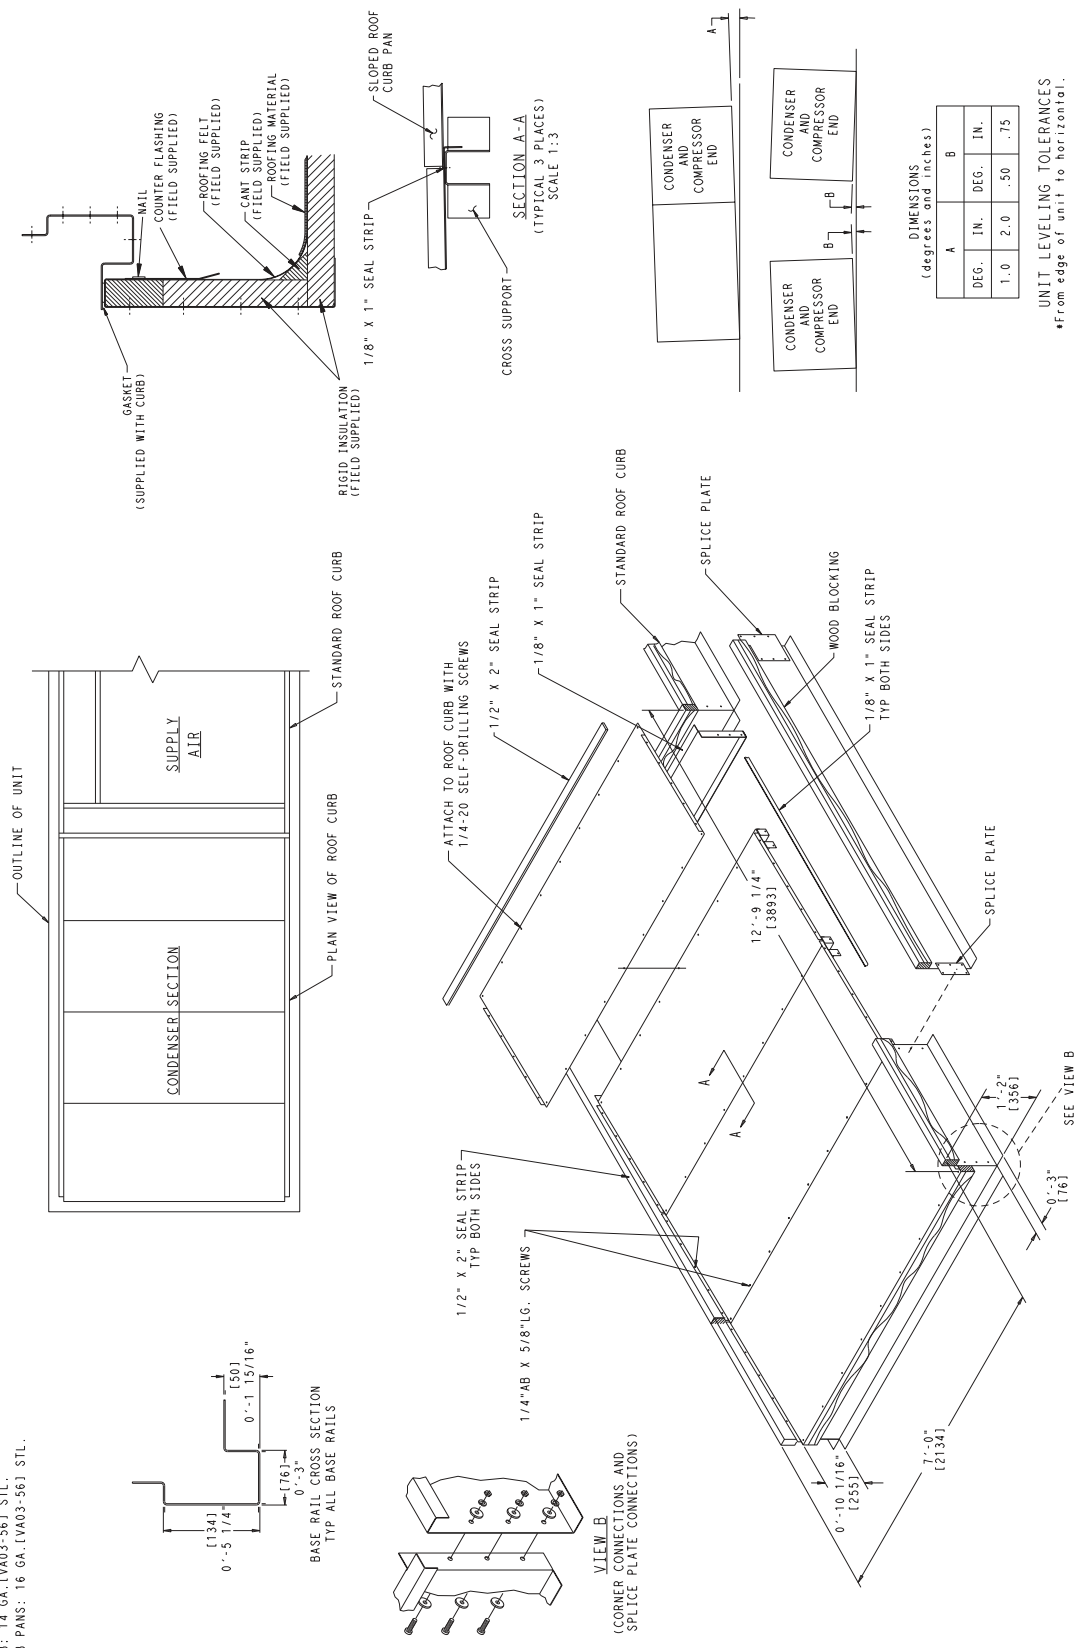 : 14 GA.[VA03-56] STL.
PANS: 16 GA.[VA03-56] STL.
[134]
0'-5 1/4"
[76]
0'-3"
[50]
0'-1 15/16"
BASE RAIL CROSS SECTION
TYP ALL BASE RAILS
OUTLINE OF UNIT
CONDENSER SECTION
SUPPLY
AIR
PLAN VIEW OF ROOF CURB
STANDARD ROOF CURB
GASKET
(SUPPLIED WITH CURB)
NAIL
COUNTER FLASHING
(FIELD SUPPLIED)
ROOFING FELT
(FIELD SUPPLIED)
CANT STRIP
(FIELD SUPPLIED)
ROOFING MATERIAL
(FIELD SUPPLIED)
RIGID INSULATION
(FIELD SUPPLIED)
1/8" X 1" SEAL STRIP
SLOPED ROOF
CURB PAN
CROSS SUPPORT
SECTION A-A
(TYPICAL 3 PLACES)
SCALE 1:3
VIEW B
(CORNER CONNECTIONS AND
SPLICE PLATE CONNECTIONS)
1/2" X 2" SEAL STRIP
TYP BOTH SIDES
1/4"AB X 5/8"LG. SCREWS
ATTACH TO ROOF CURB WITH
1/4-20 SELF-DRILLING SCREWS
1/2" X 2" SEAL STRIP
1/8" X 1" SEAL STRIP
STANDARD ROOF CURB
SPLICE PLATE
WOOD BLOCKING
1/8" X 1" SEAL STRIP
TYP BOTH SIDES
SPLICE PLATE
12'-9 1/4"
[3893]
A
A
1'-2"
[356]
SEE VIEW B
0'-3"
[76]
7'-0"
[2134]
0'-10 1/16"
[255]
CONDENSER
AND
COMPRESSOR
END
A
CONDENSER
AND
COMPRESSOR
END
B
B
CONDENSER
AND
COMPRESSOR
END
DIMENSIONS
(degrees and inches)
A B
DEG. IN. DEG. IN.
1.0 2.0 .50 .75
UNIT LEVELING TOLERANCES
*From edge of unit to horizontal.